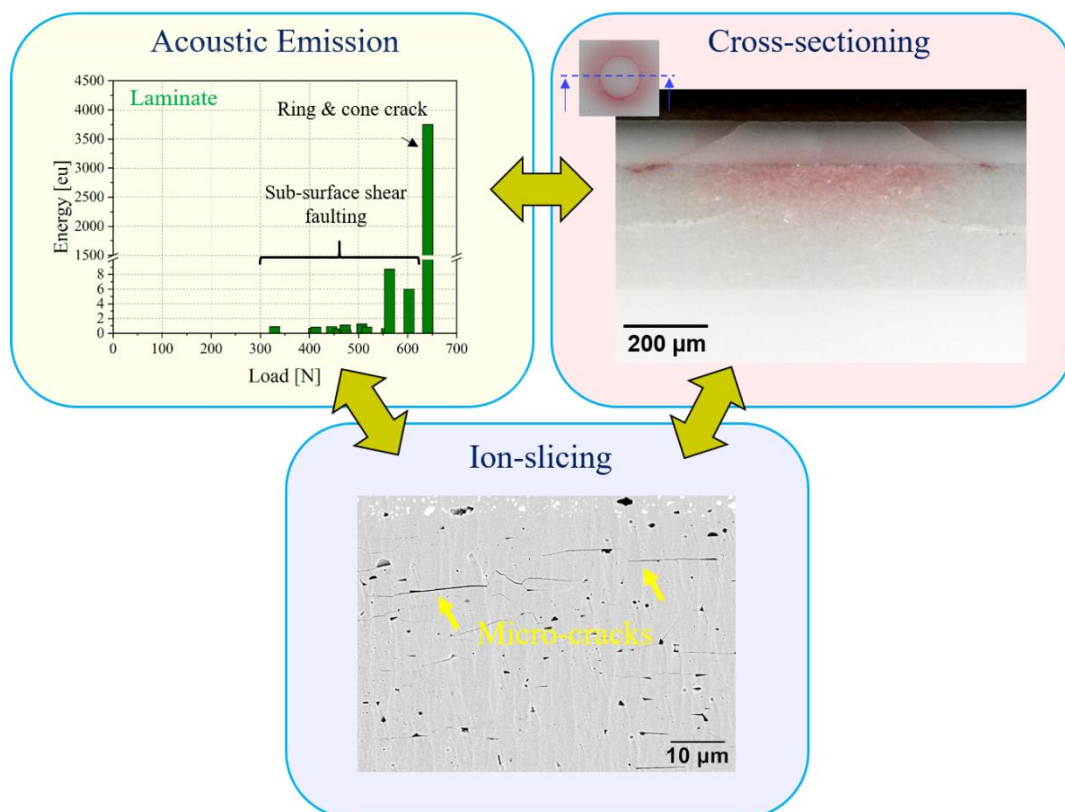 Acoustic Emission
Laminate
Ring & cone crack
Sub-surface shear
faulting
Energy [eu]
4500
4000
3500
3000
2500
2000
1500
8
6
4
2
0
0 100 200 300 400 500 600 700
Load [N]
Cross-sectioning
200 µm
Ion-slicing
Micro-cracks
10 µm